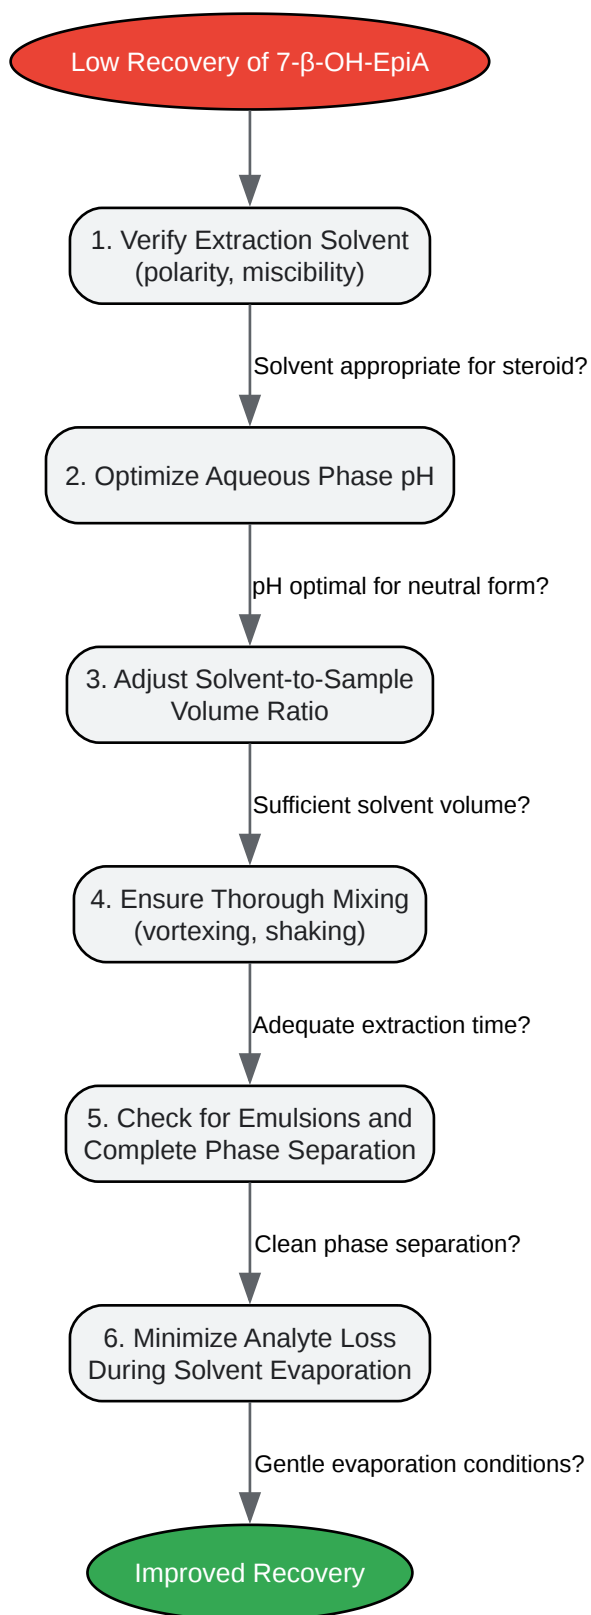 Low Recovery of 7-β-OH-EpiA
1. Verify Extraction Solvent
(polarity, miscibility)
Solvent appropriate for steroid?
2. Optimize Aqueous Phase pH
pH optimal for neutral form?
3. Adjust Solvent-to-Sample
Volume Ratio
Sufficient solvent volume?
4. Ensure Thorough Mixing
(vortexing, shaking)
Adequate extraction time?
5. Check for Emulsions and
Complete Phase Separation
Clean phase separation?
6. Minimize Analyte Loss
During Solvent Evaporation
Gentle evaporation conditions?
Improved Recovery